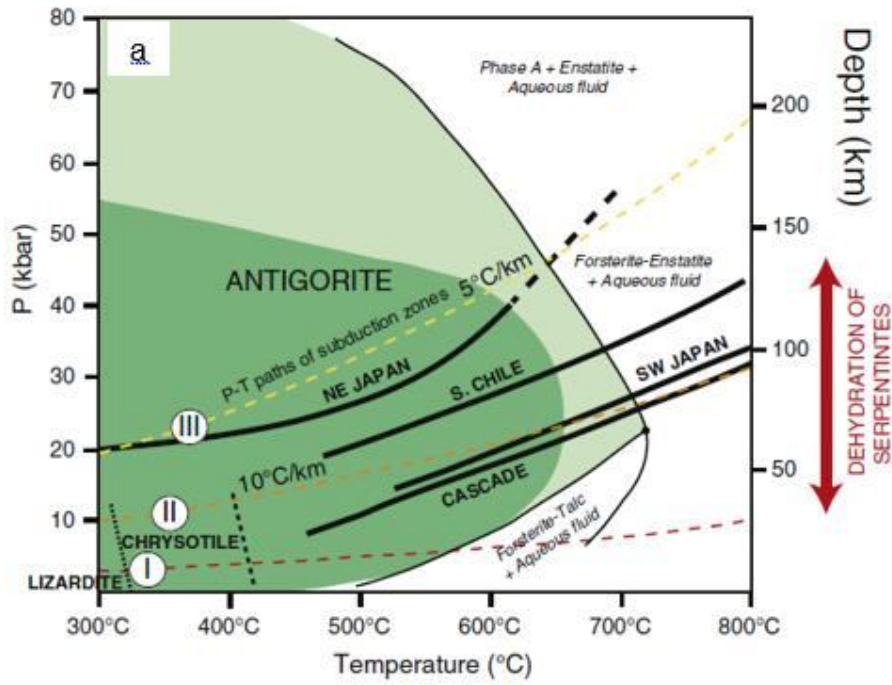 a
80
70
60
50
40
30
20
10
P (kbar)
Phase A + Enstatite +
Aqueous fluid
ANTIGORITE
5°C/km
Forsterite-Enstatite
+ Aqueous fluid
P-T paths of subduction zones
NE JAPAN
S. CHILE
SW JAPAN
III
10°C/km
CASCADE
II
CHRYSOTILE
Forsterite-Talc
+ Aqueous fluid
I
LIZARDITE
300°C
400°C
500°C
600°C
700°C
800°C
Temperature (°C)
200
150
100
50
Depth (km)
DEHYDRATION OF
SERPENTINTES